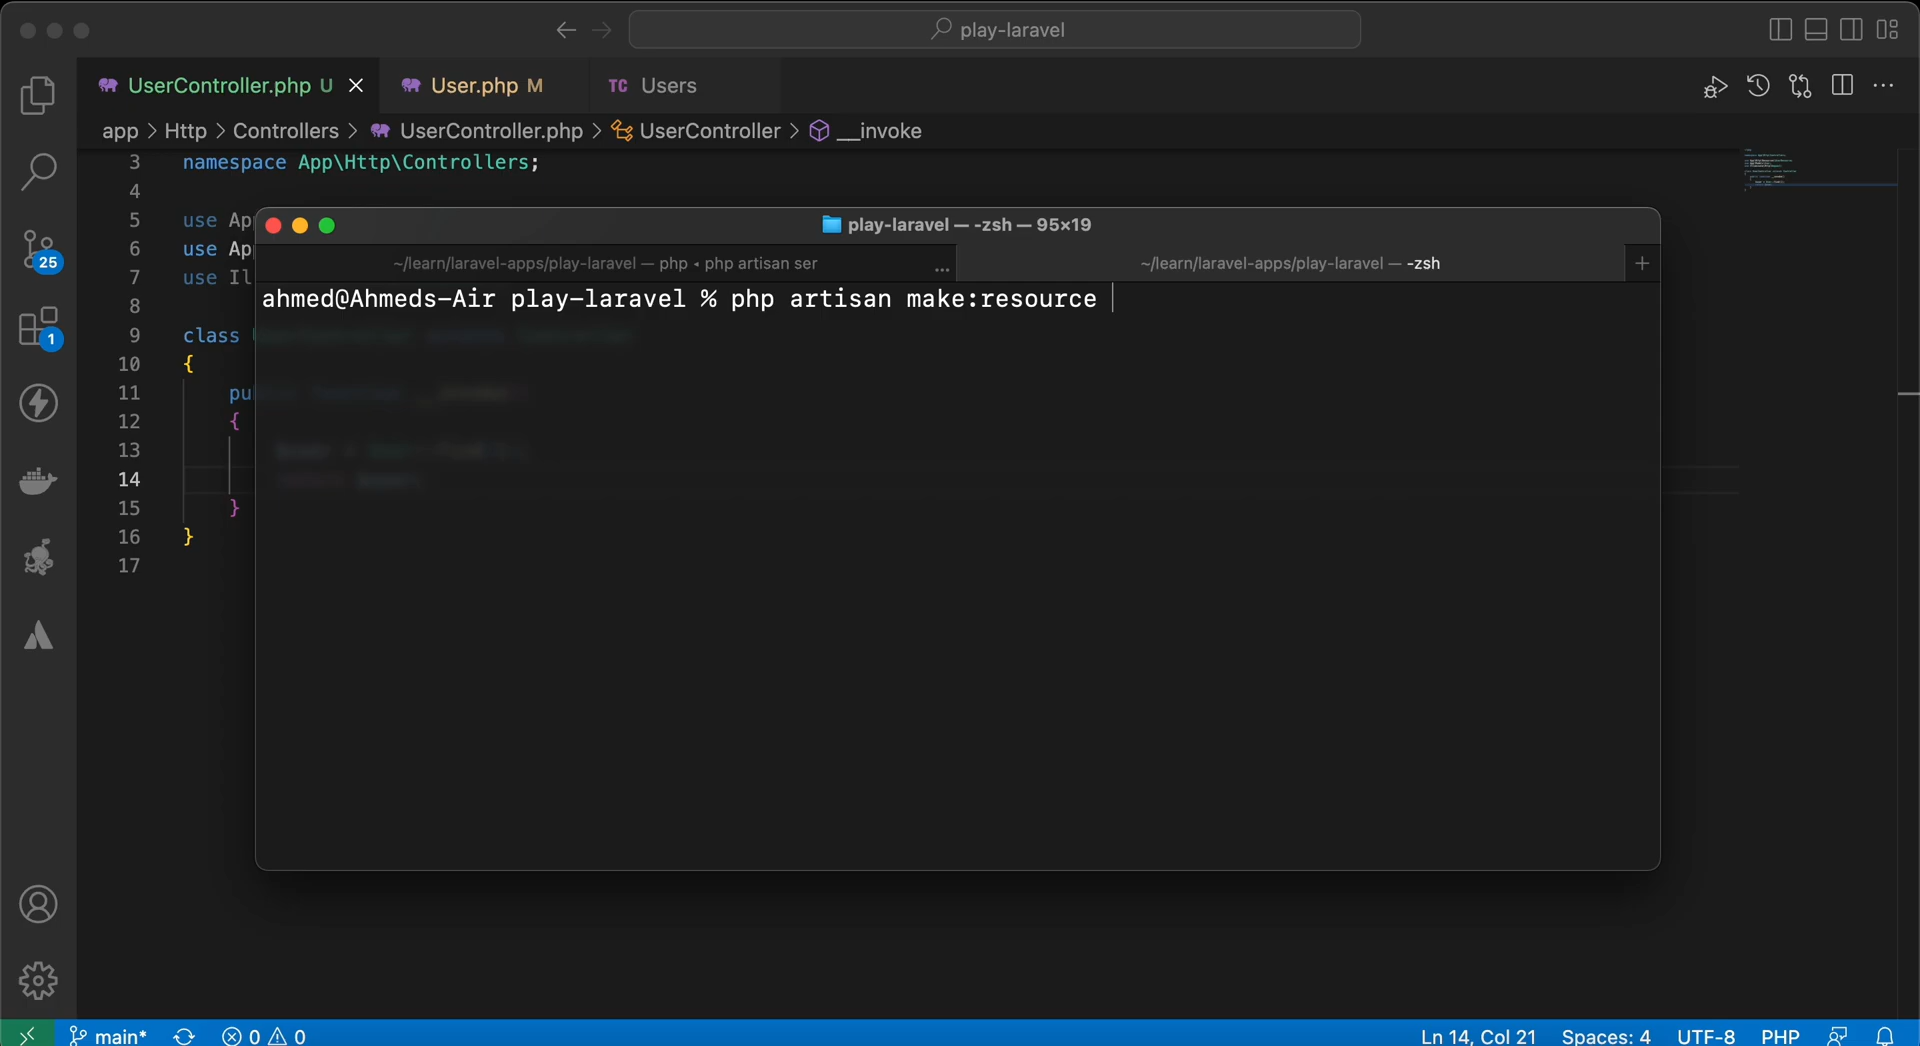 play-laravel
UserController.php U
User.php M
TC Users
app > Http > Controllers > UserController.php > UserController > __invoke
3 namespace App\Http\Controllers;
4
5 use App
6 use App
7 use Il
8
9 class
10 {
11 pu
12 {
13
14
15 }
16 }
17
play-laravel — -zsh — 95×19
~/learn/laravel-apps/play-laravel — php ◂ php artisan ser ...
~/learn/laravel-apps/play-laravel — -zsh
ahmed@Ahmeds-Air play-laravel % php artisan make:resource
25
1
main* 0 0
Ln 14, Col 21 Spaces: 4 UTF-8 PHP